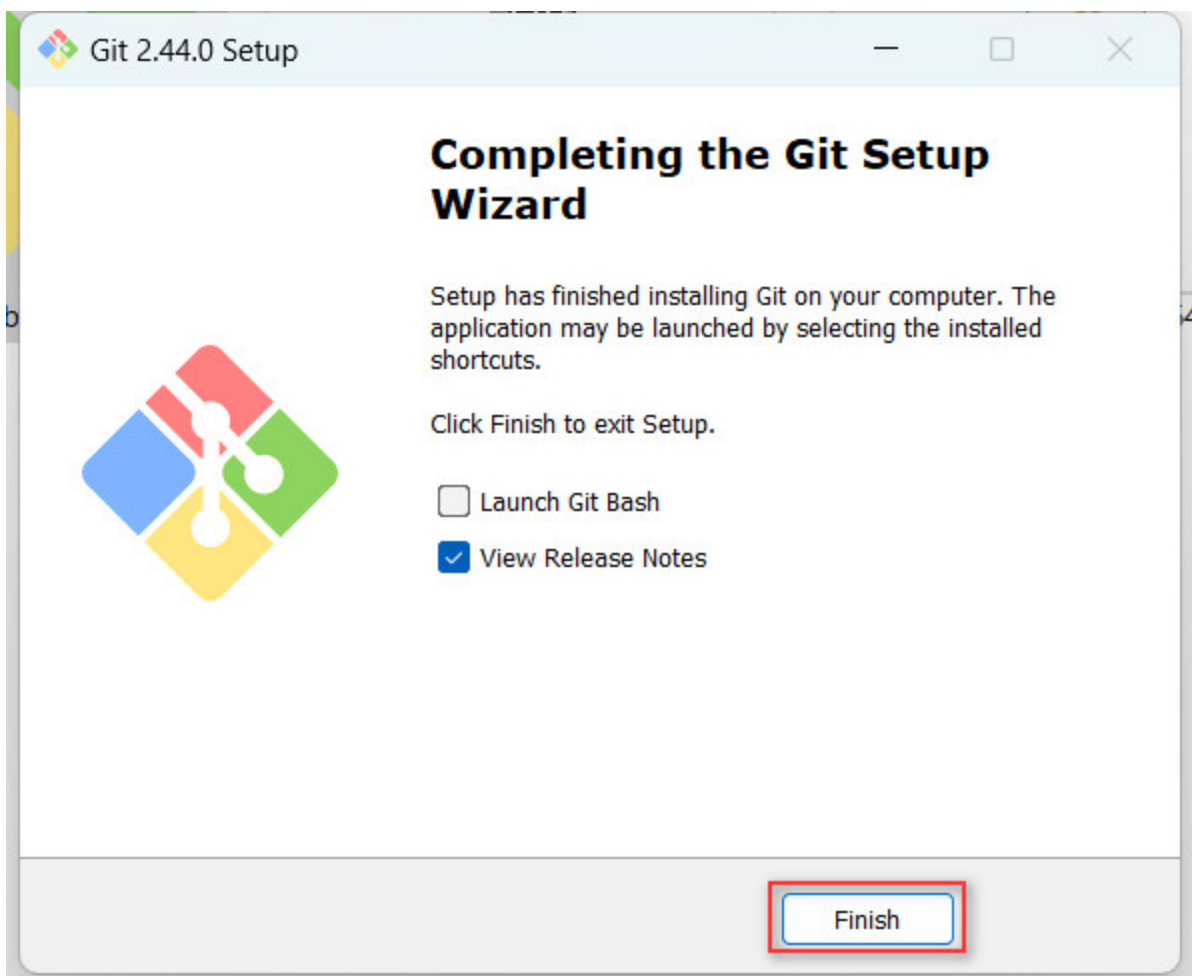 Git 2.44.0 Setup
Completing the Git Setup
Wizard
Setup has finished installing Git on your computer. The
application may be launched by selecting the installed
shortcuts.
Click Finish to exit Setup.
Launch Git Bash
View Release Notes
Finish